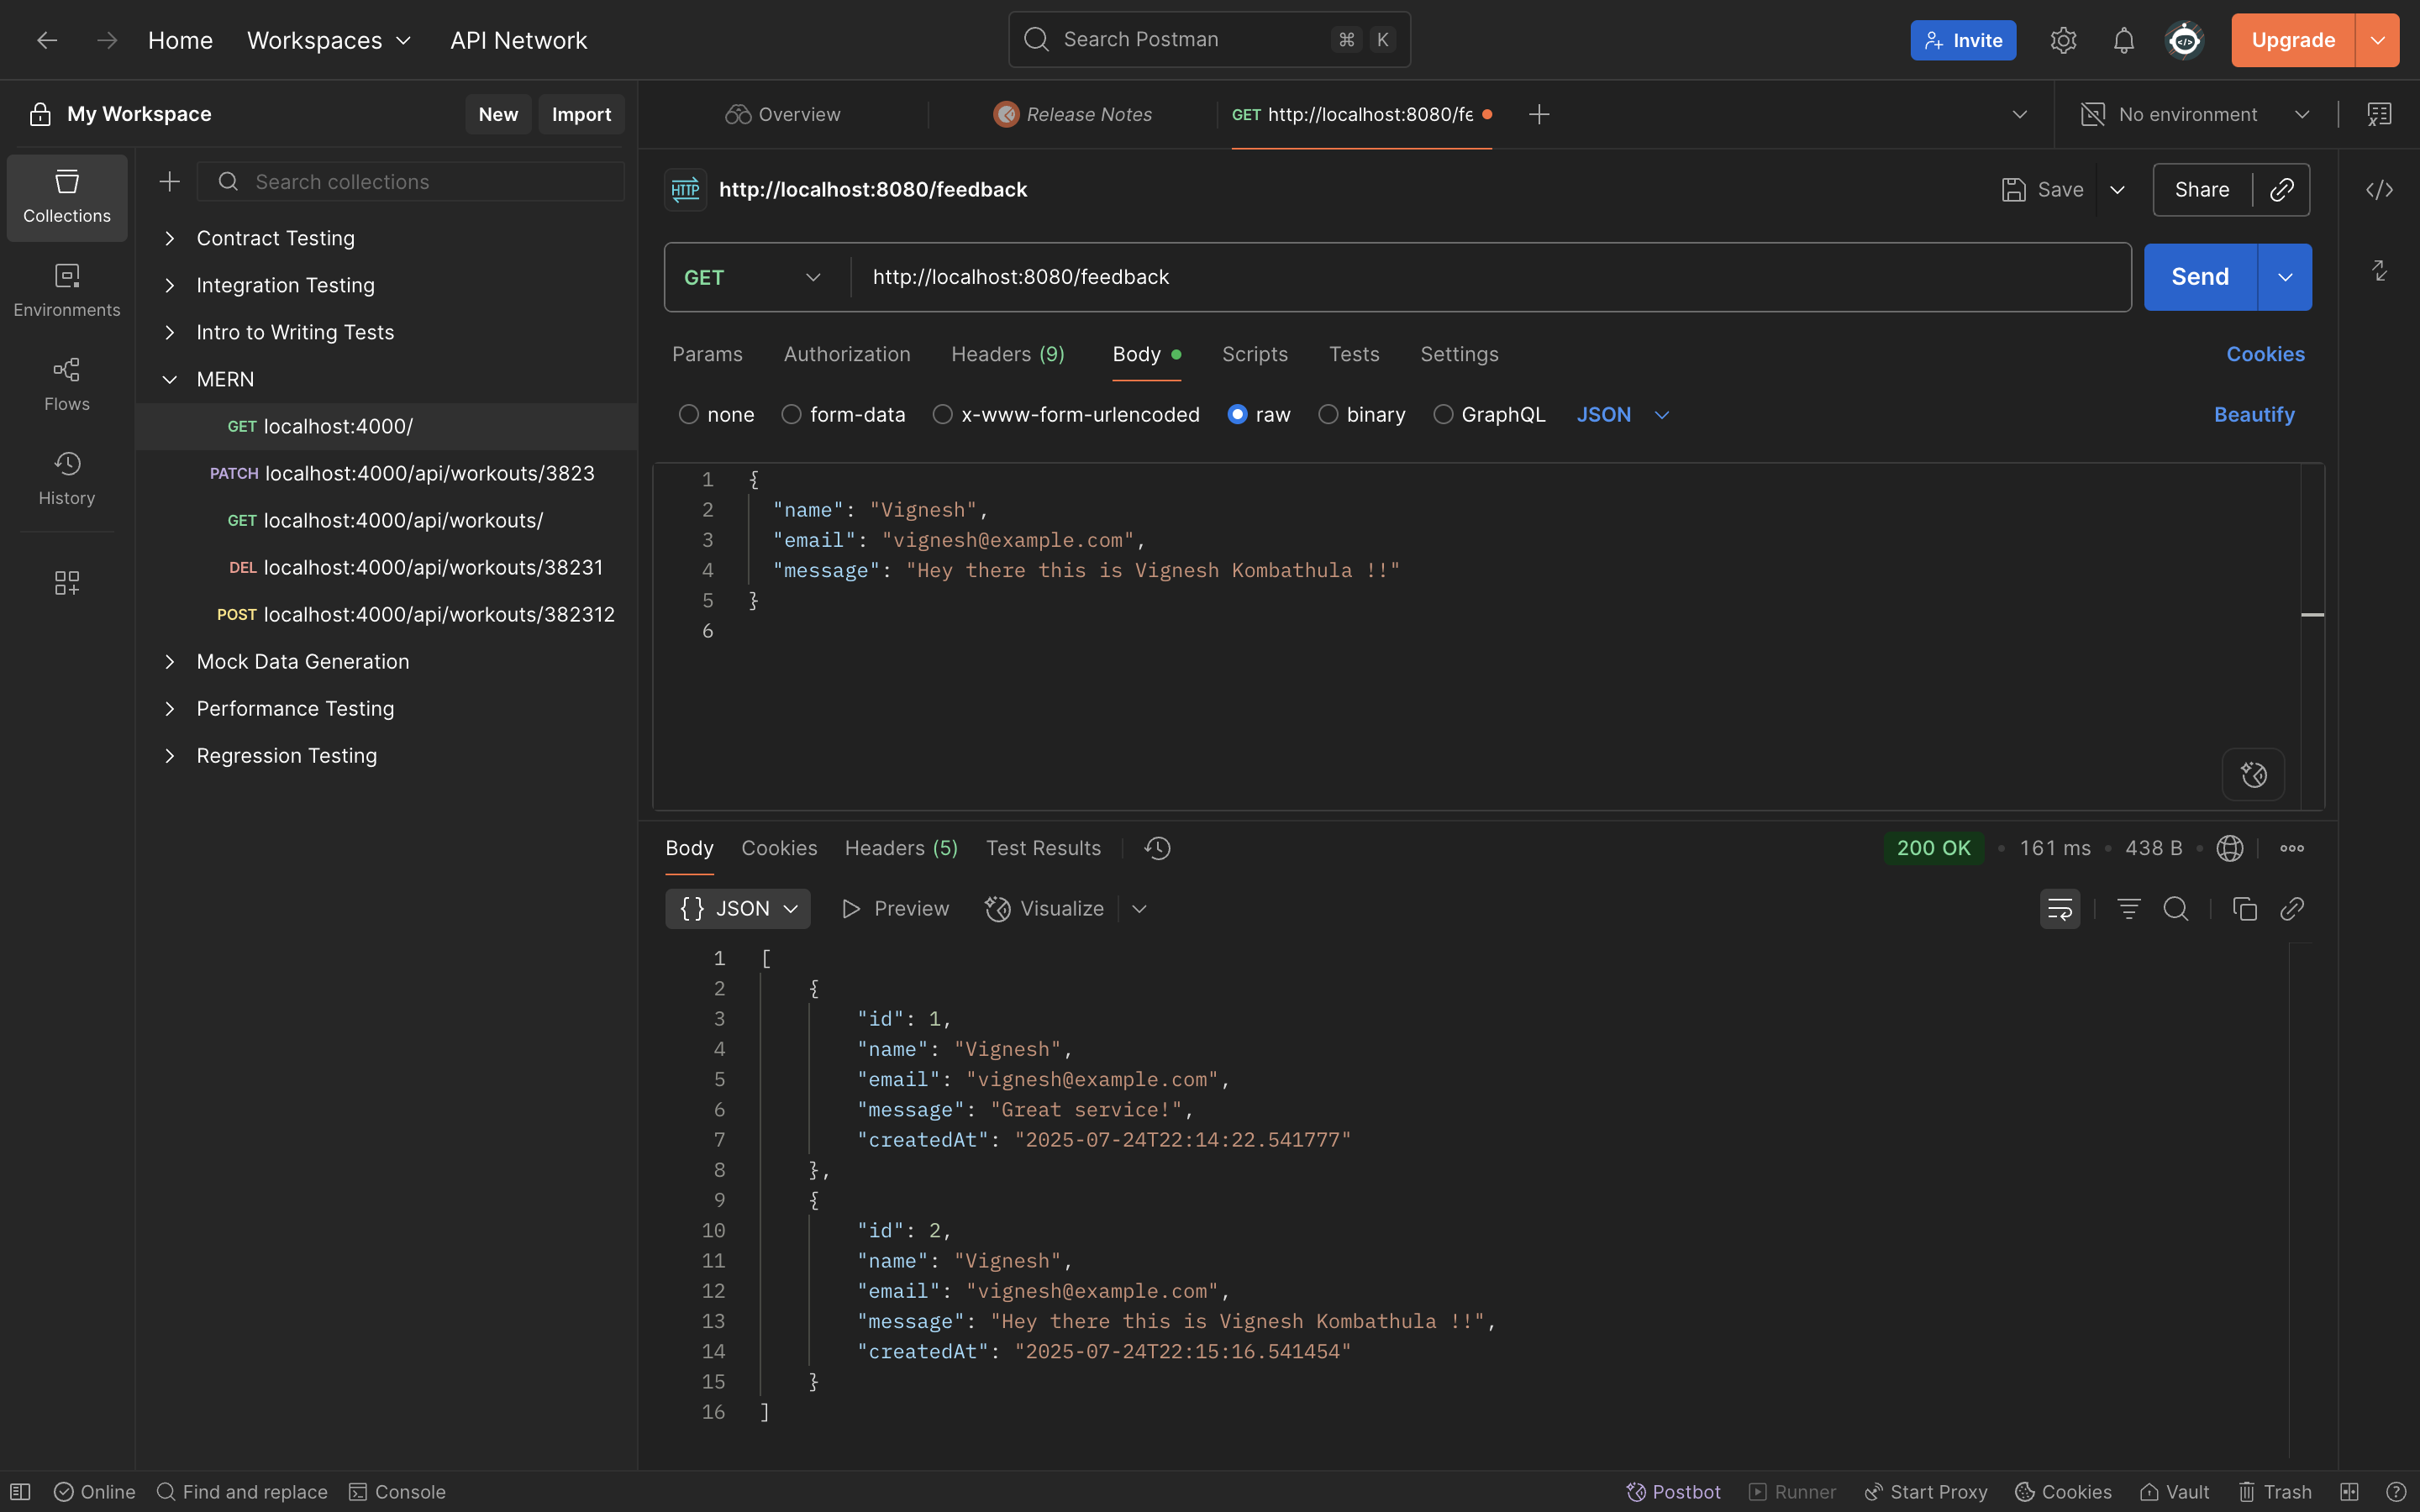 Home Workspaces API Network Search Postman ⌘ K Invite Upgrade
My Workspace New Import
Overview Release Notes GET http://localhost:8080/fe No environment
Collections
Environments
Flows
History
Search collections
Contract Testing
Integration Testing
Intro to Writing Tests
MERN
GET localhost:4000/
PATCH localhost:4000/api/workouts/3823
GET localhost:4000/api/workouts/
DEL localhost:4000/api/workouts/38231
POST localhost:4000/api/workouts/382312
Mock Data Generation
Performance Testing
Regression Testing
HTTP http://localhost:8080/feedback Save Share
GET http://localhost:8080/feedback Send
Params Authorization Headers (9) Body Scripts Tests Settings Cookies
none form-data x-www-form-urlencoded raw binary GraphQL JSON Beautify
1 {
2 "name": "Vignesh",
3 "email": "vignesh@example.com",
4 "message": "Hey there this is Vignesh Kombathula !!"
5 }
6
Body Cookies Headers (5) Test Results 200 OK 161 ms 438 B
{} JSON Preview Visualize
1 [
2 {
3 "id": 1,
4 "name": "Vignesh",
5 "email": "vignesh@example.com",
6 "message": "Great service!",
7 "createdAt": "2025-07-24T22:14:22.541777"
8 },
9 {
10 "id": 2,
11 "name": "Vignesh",
12 "email": "vignesh@example.com",
13 "message": "Hey there this is Vignesh Kombathula !!",
14 "createdAt": "2025-07-24T22:15:16.541454"
15 }
16 ]
Online Find and replace Console Postbot Runner Start Proxy Cookies Vault Trash